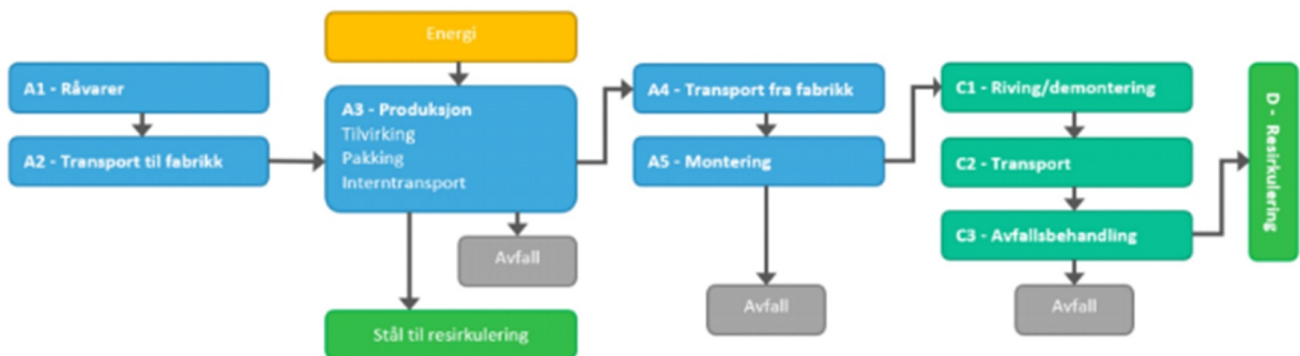 Energi
A1 - Råvarer
A2 - Transport til fabrikk
A3 - Produksjon
Tilvirking
Pakking
Interntransport
Avfall
Stål til resirkulering
A4 - Transport fra fabrikk
A5 - Montering
Avfall
C1 - Riving/demontering
C2 - Transport
C3 - Avfallsbehandling
Avfall
D - Resirkulering